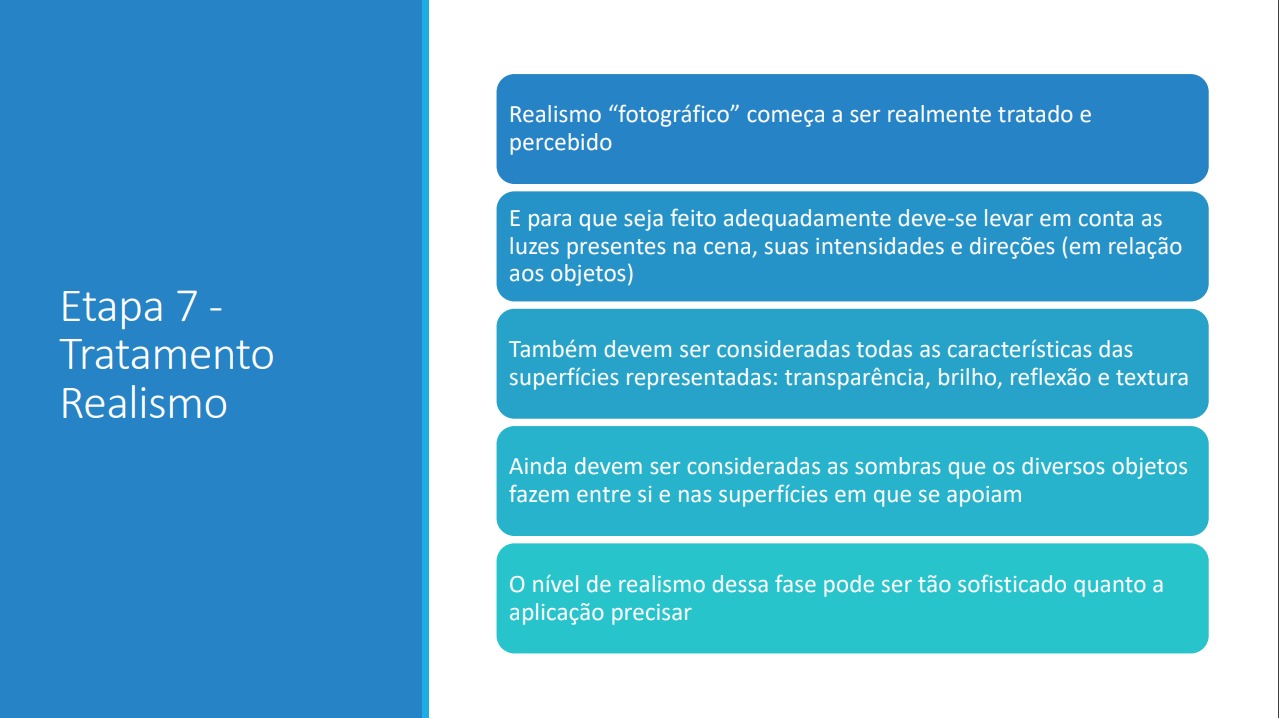 Etapa 7 -
Tratamento
Realismo
Realismo “fotográfico” começa a ser realmente tratado e
percebido
E para que seja feito adequadamente deve-se levar em conta as
luzes presentes na cena, suas intensidades e direções (em relação
aos objetos)
Também devem ser consideradas todas as características das
superfícies representadas: transparência, brilho, reflexão e textura
Ainda devem ser consideradas as sombras que os diversos objetos
fazem entre si e nas superfícies em que se apoiam
O nível de realismo dessa fase pode ser tão sofisticado quanto a
aplicação precisar